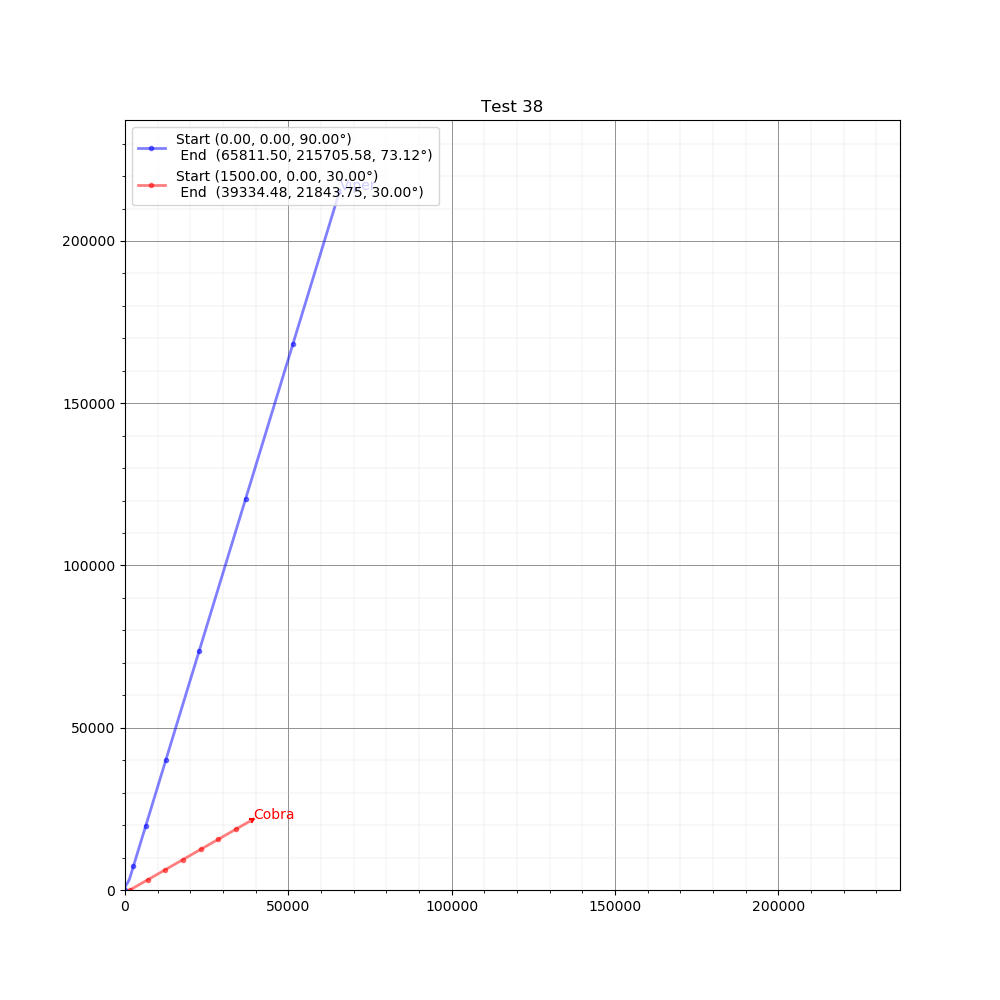 Test 38
Start (0.00, 0.00, 90.00°)
End (65811.50, 215705.58, 73.12°)
Start (1500.00, 0.00, 30.00°)
End (39334.48, 21843.75, 30.00°)
Viper
200000
150000
100000
50000
0
Cobra
0
50000
100000
150000
200000